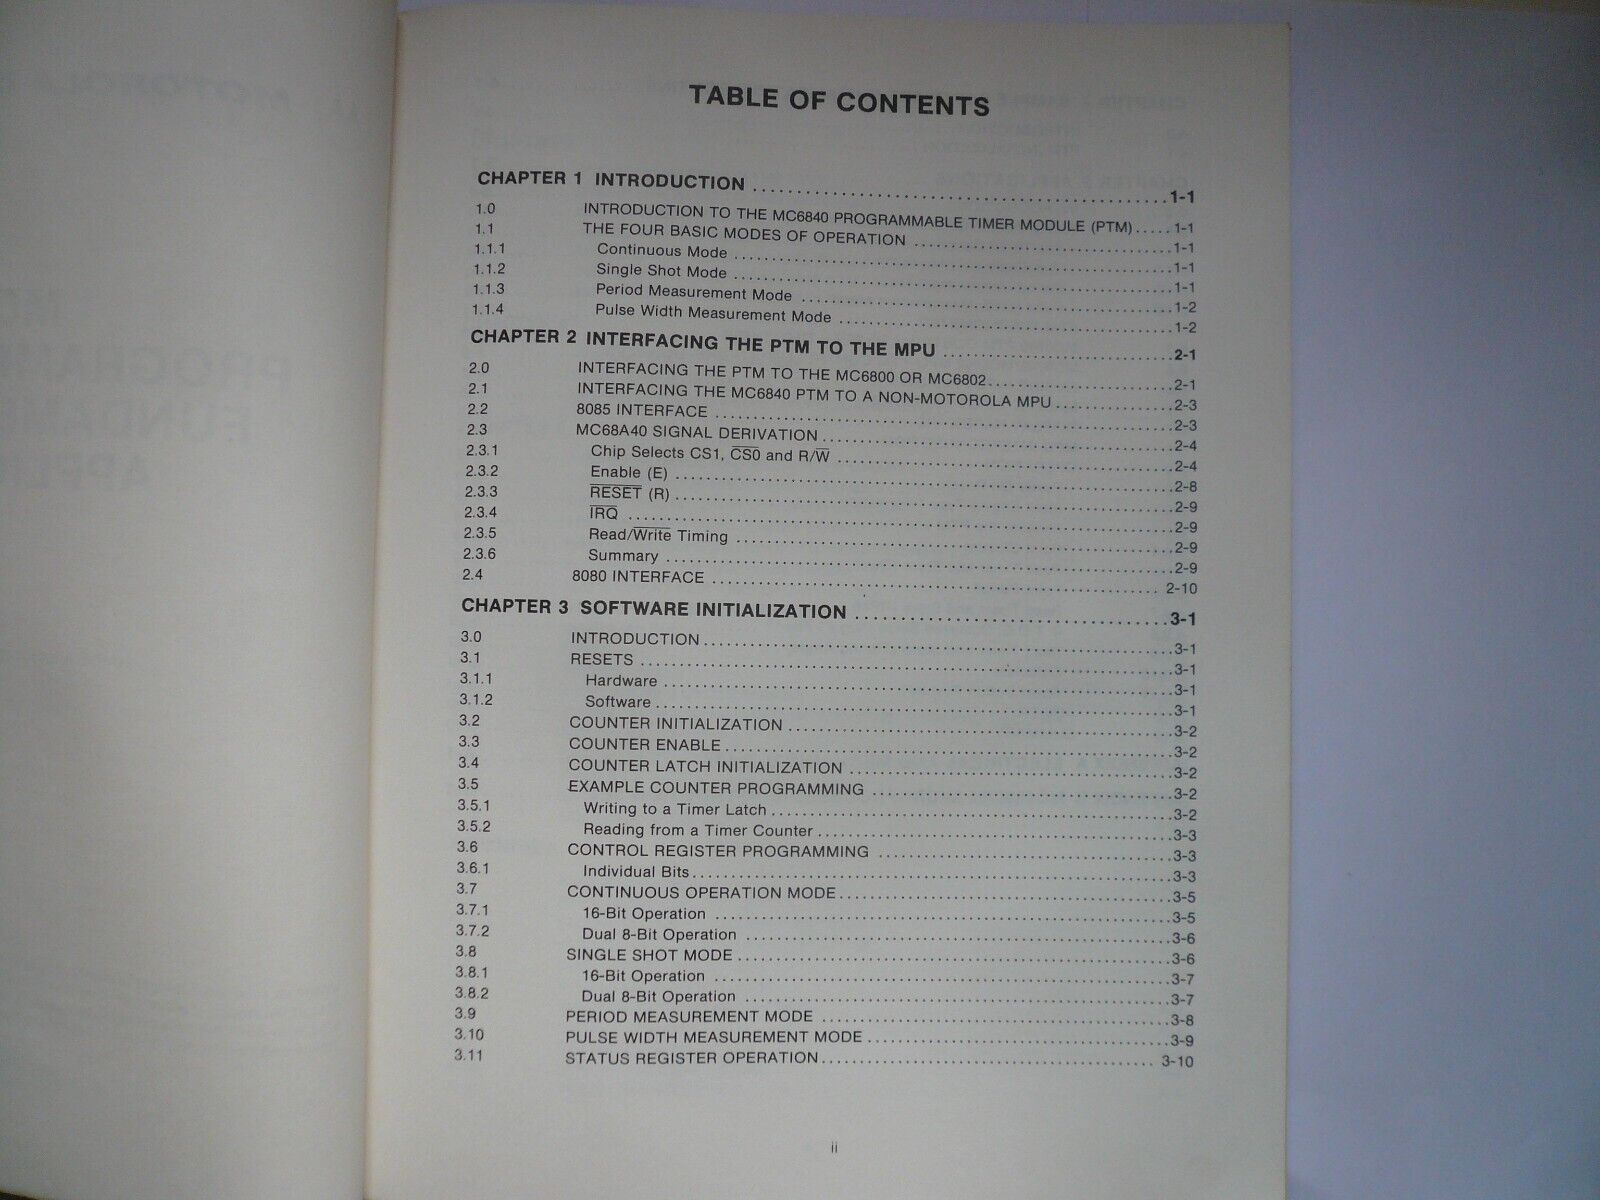 TABLE OF CONTENTS
CHAPTER 1 INTRODUCTION ........................................ 1-1
1.0 INTRODUCTION TO THE MC6840 PROGRAMMABLE TIMER MODULE (PTM) ..... 1-1
1.1 THE FOUR BASIC MODES OF OPERATION ........................................ 1-1
1.1.1 Continuous Mode ........................................ 1-1
1.1.2 Single Shot Mode ........................................ 1-1
1.1.3 Period Measurement Mode ........................................ 1-2
1.1.4 Pulse Width Measurement Mode ........................................ 1-2
CHAPTER 2 INTERFACING THE PTM TO THE MPU ........................................ 2-1
2.0 INTERFACING THE PTM TO THE MC6800 OR MC6802 ........................................ 2-1
2.1 INTERFACING THE MC6840 PTM TO A NON-MOTOROLA MPU ............... 2-3
2.2 8085 INTERFACE ........................................ 2-3
2.3 MC68A40 SIGNAL DERIVATION ........................................ 2-4
2.3.1 Chip Selects CS1, C̅S̅0̅ and R/W̅ ........................................ 2-4
2.3.2 Enable (E) ........................................ 2-8
2.3.3 R̅E̅S̅E̅T̅ (R) ........................................ 2-9
2.3.4 I̅R̅Q̅ ........................................ 2-9
2.3.5 Read/W̅r̅i̅t̅e̅ Timing ........................................ 2-9
2.3.6 Summary ........................................ 2-9
2.4 8080 INTERFACE ........................................ 2-10
CHAPTER 3 SOFTWARE INITIALIZATION ........................................ 3-1
3.0 INTRODUCTION ........................................ 3-1
3.1 RESETS ........................................ 3-1
3.1.1 Hardware ........................................ 3-1
3.1.2 Software ........................................ 3-1
3.2 COUNTER INITIALIZATION ........................................ 3-2
3.3 COUNTER ENABLE ........................................ 3-2
3.4 COUNTER LATCH INITIALIZATION ........................................ 3-2
3.5 EXAMPLE COUNTER PROGRAMMING ........................................ 3-2
3.5.1 Writing to a Timer Latch ........................................ 3-2
3.5.2 Reading from a Timer Counter ........................................ 3-3
3.6 CONTROL REGISTER PROGRAMMING ........................................ 3-3
3.6.1 Individual Bits ........................................ 3-3
3.7 CONTINUOUS OPERATION MODE ........................................ 3-5
3.7.1 16-Bit Operation ........................................ 3-5
3.7.2 Dual 8-Bit Operation ........................................ 3-6
3.8 SINGLE SHOT MODE ........................................ 3-6
3.8.1 16-Bit Operation ........................................ 3-7
3.8.2 Dual 8-Bit Operation ........................................ 3-7
3.9 PERIOD MEASUREMENT MODE ........................................ 3-8
3.10 PULSE WIDTH MEASUREMENT MODE ........................................ 3-9
3.11 STATUS REGISTER OPERATION ........................................ 3-10
ii